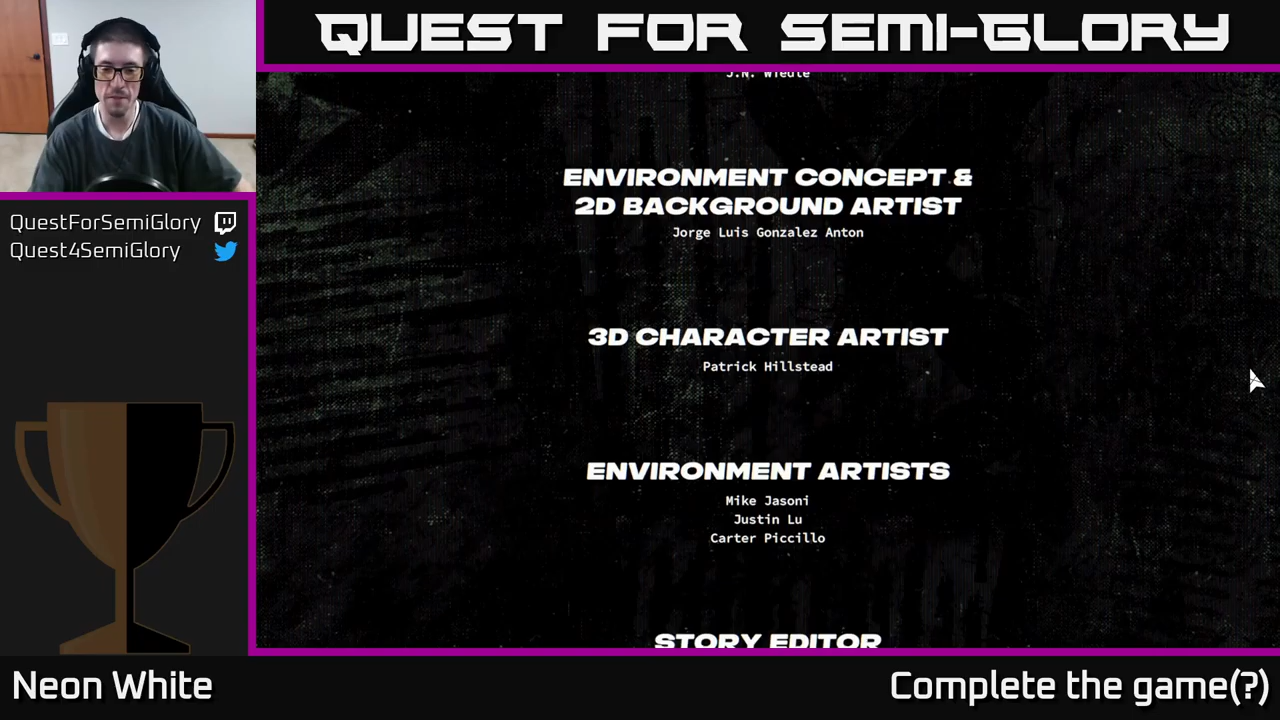 QUEST FOR SEMI-GLORY
QuestForSemiGlory
Quest4SemiGlory
J.N. Wiedle
ENVIRONMENT CONCEPT &
2D BACKGROUND ARTIST
Jorge Luis Gonzalez Anton
3D CHARACTER ARTIST
Patrick Hillstead
ENVIRONMENT ARTISTS
Mike Jasoni
Justin Lu
Carter Piccillo
STORY EDITOR
Neon White
Complete the game(?)